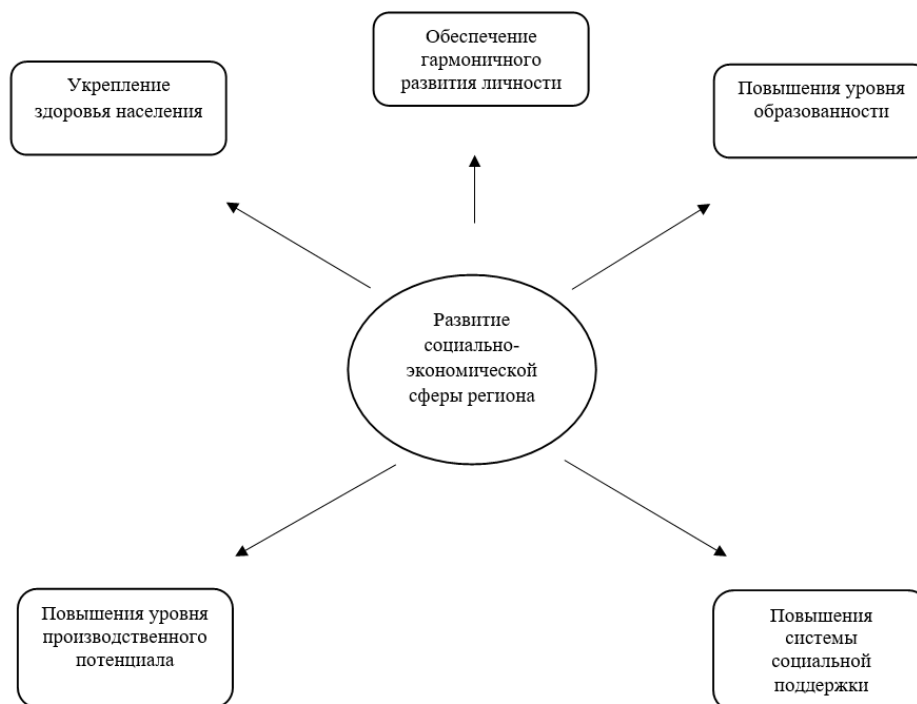 Обеспечение
гармоничного
развития личности
Укрепление
здоровья населения
Повышения уровня
образованности
Развитие
социально-
экономической
сферы региона
Повышения уровня
производственного
потенциала
Повышения
системы
социальной
поддержки